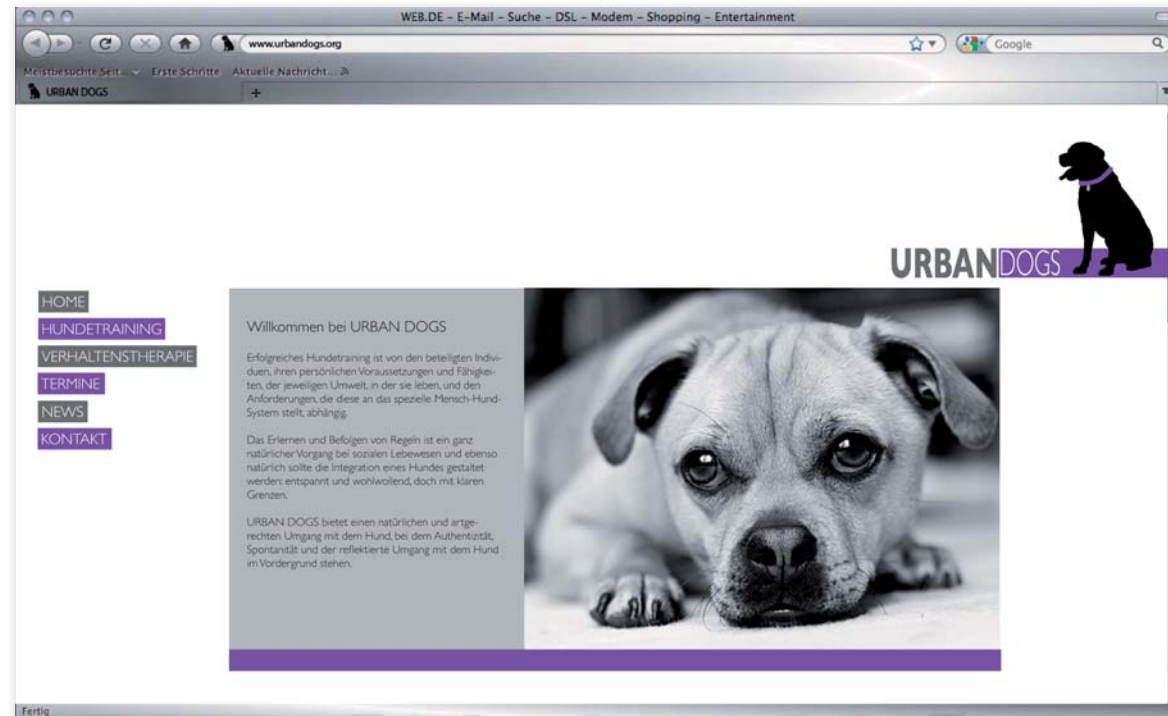 WEB.DE – E-Mail – Suche – DSL – Modem – Shopping – Entertainment
www.urbandogs.org
Google
Meistbesuchte Seit... Erste Schritte Aktuelle Nachricht...
URBAN DOGS
URBANDOGS
HOME
HUNDETRAINING
VERHALTENSTHERAPIE
TERMINE
NEWS
KONTAKT
Willkommen bei URBAN DOGS
Erfolgreiches Hundetraining ist von den beteiligten Indivi-
duen, ihren persönlichen Voraussetzungen und Fähigkei-
ten, der jeweiligen Umwelt, in der sie leben, und den
Anforderungen, die diese an das spezielle Mensch-Hund-
System stellt, abhängig.
Das Erlernen und Befolgen von Regeln ist ein ganz
natürlicher Vorgang bei sozialen Lebewesen und ebenso
natürlich sollte die Integration eines Hundes gestaltet
werden: entspannt und wohlwollend, doch mit klaren
Grenzen.
URBAN DOGS bietet einen natürlichen und artge-
rechten Umgang mit dem Hund, bei dem Authentizität,
Spontanität und der reflektierte Umgang mit dem Hund
im Vordergrund stehen.
Fertig